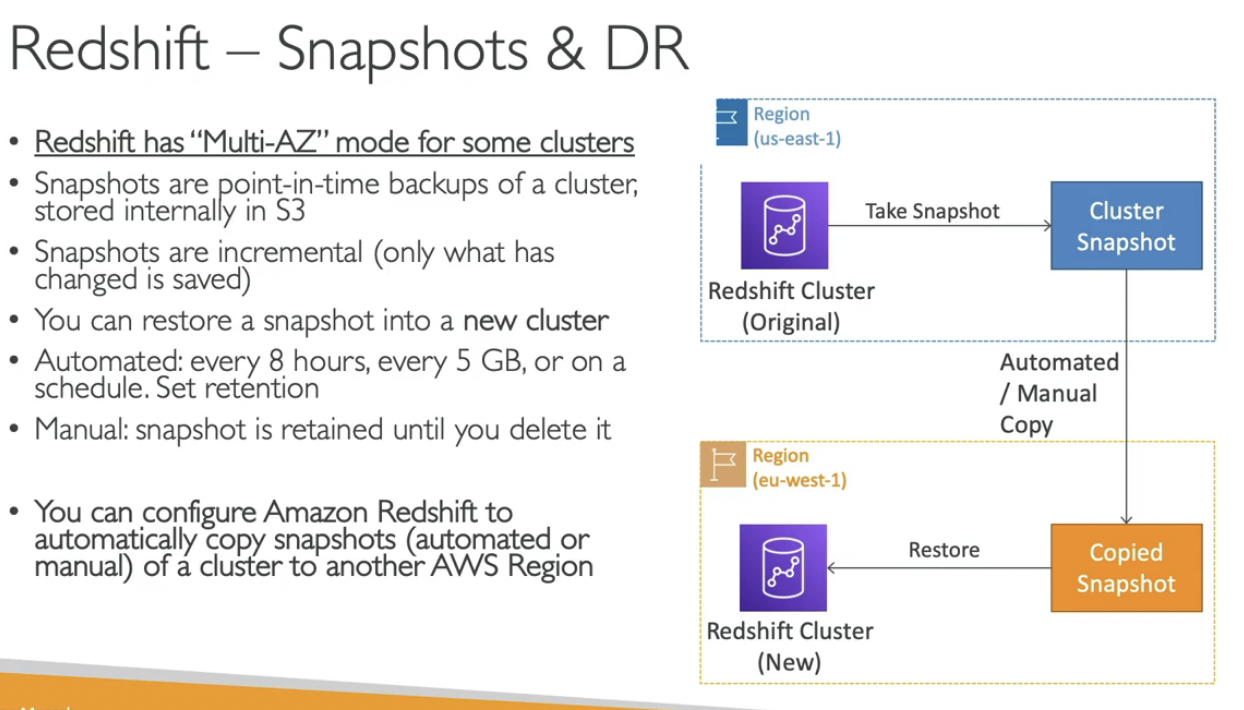 Redshift – Snapshots & DR
• Redshift has “Multi-AZ” mode for some clusters
• Snapshots are point-in-time backups of a cluster,
stored internally in S3
• Snapshots are incremental (only what has
changed is saved)
• You can restore a snapshot into a new cluster
• Automated: every 8 hours, every 5 GB, or on a
schedule. Set retention
• Manual: snapshot is retained until you delete it
• You can configure Amazon Redshift to
automatically copy snapshots (automated or
manual) of a cluster to another AWS Region
Region
(us-east-1)
Take Snapshot
Cluster
Snapshot
Redshift Cluster
(Original)
Automated
/ Manual
Copy
Region
(eu-west-1)
Restore
Copied
Snapshot
Redshift Cluster
(New)